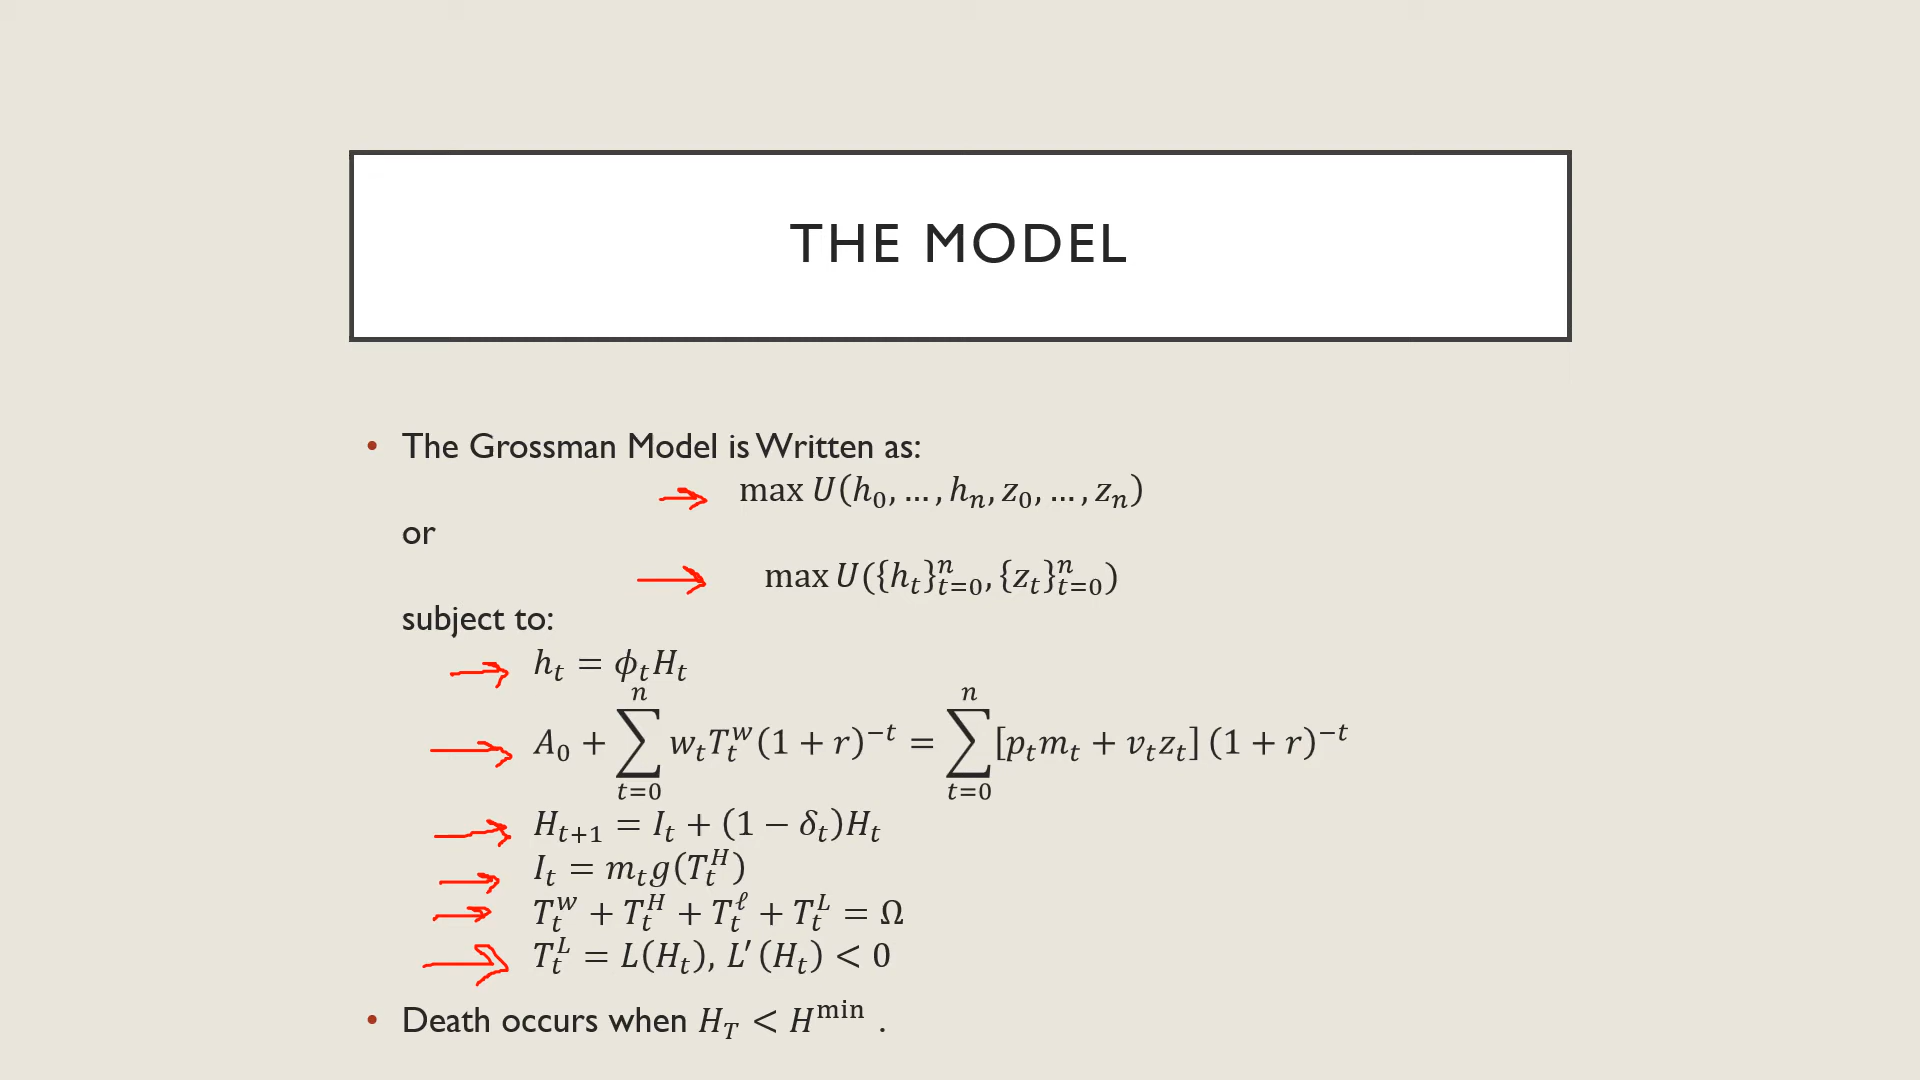 THE MODEL
• The Grossman Model is Written as:
max U(h₀, … , hₙ, z₀, … , zₙ)
or
max U({hₜ}ⁿₜ₌₀, {zₜ}ⁿₜ₌₀)
subject to:
hₜ = ϕₜHₜ
A₀ + ∑ⁿₜ₌₀ wₜTₜʷ(1 + r)⁻ᵗ = ∑ⁿₜ₌₀ [pₜmₜ + vₜzₜ] (1 + r)⁻ᵗ
Hₜ₊₁ = Iₜ + (1 − δₜ)Hₜ
Iₜ = mₜg(Tₜᴴ)
Tₜʷ + Tₜᴴ + Tₜ^ℓ + Tₜᴸ = Ω
Tₜᴸ = L(Hₜ), L′(Hₜ) < 0
• Death occurs when H_T < Hᵐⁱⁿ .